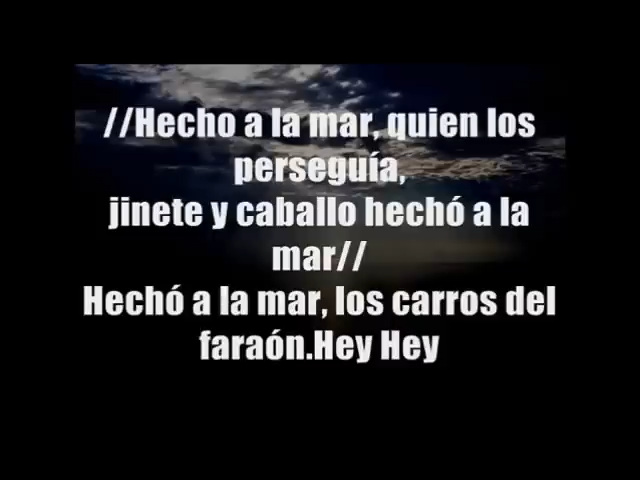 //Hecho a la mar, quien los
perseguía,
jinete y caballo hechó a la
mar//
Hechó a la mar, los carros del
faraón.Hey Hey